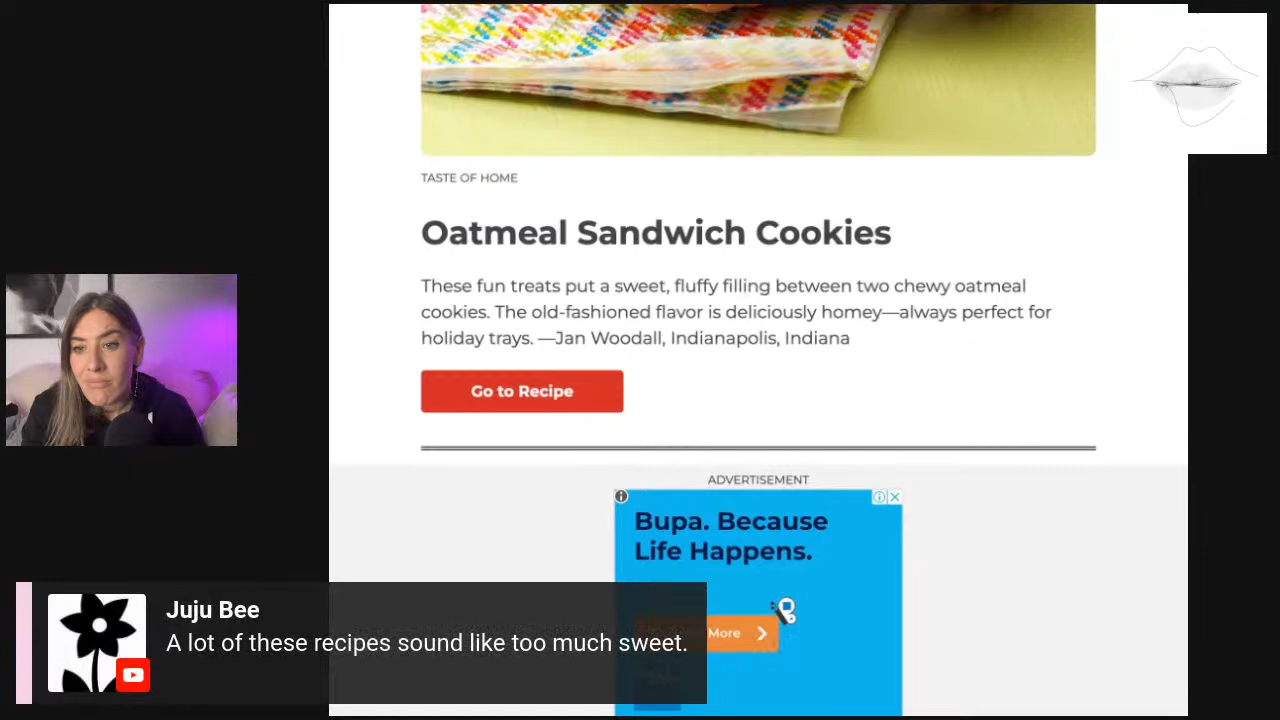 TASTE OF HOME
Oatmeal Sandwich Cookies
These fun treats put a sweet, fluffy filling between two chewy oatmeal
cookies. The old-fashioned flavor is deliciously homey—always perfect for
holiday trays. —Jan Woodall, Indianapolis, Indiana
Go to Recipe
ADVERTISEMENT
Bupa. Because
Life Happens.
More
Juju Bee
A lot of these recipes sound like too much sweet.